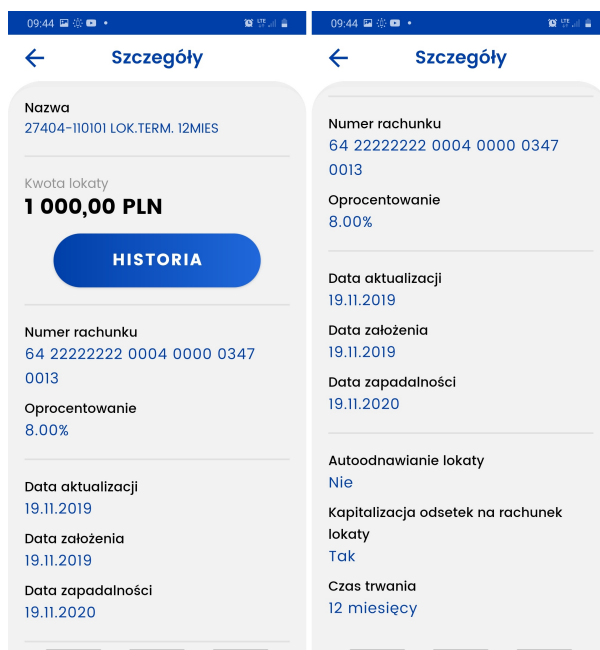 09:44
LTE
Szczegóły
Nazwa
27404-110101 LOK.TERM. 12MIES
Kwota lokaty
1 000,00 PLN
HISTORIA
Numer rachunku
64 22222222 0004 0000 0347
0013
Oprocentowanie
8.00%
Data aktualizacji
19.11.2019
Data założenia
19.11.2019
Data zapadalności
19.11.2020
09:44
LTE
Szczegóły
Numer rachunku
64 22222222 0004 0000 0347
0013
Oprocentowanie
8.00%
Data aktualizacji
19.11.2019
Data założenia
19.11.2019
Data zapadalności
19.11.2020
Autoodnawianie lokaty
Nie
Kapitalizacja odsetek na rachunek
lokaty
Tak
Czas trwania
12 miesięcy